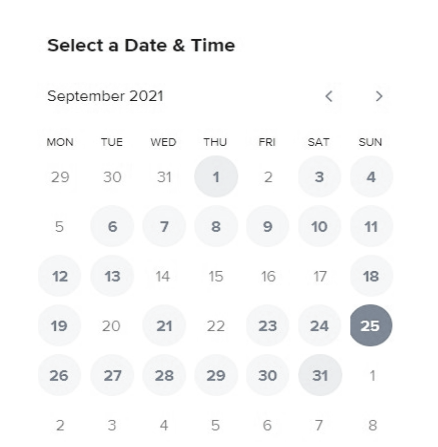 Select a Date & Time
September 2021
MON TUE WED THU FRI SAT SUN
29 30 31 1 2 3 4
5 6 7 8 9 10 11
12 13 14 15 16 17 18
19 20 21 22 23 24 25
26 27 28 29 30 31 1
2 3 4 5 6 7 8